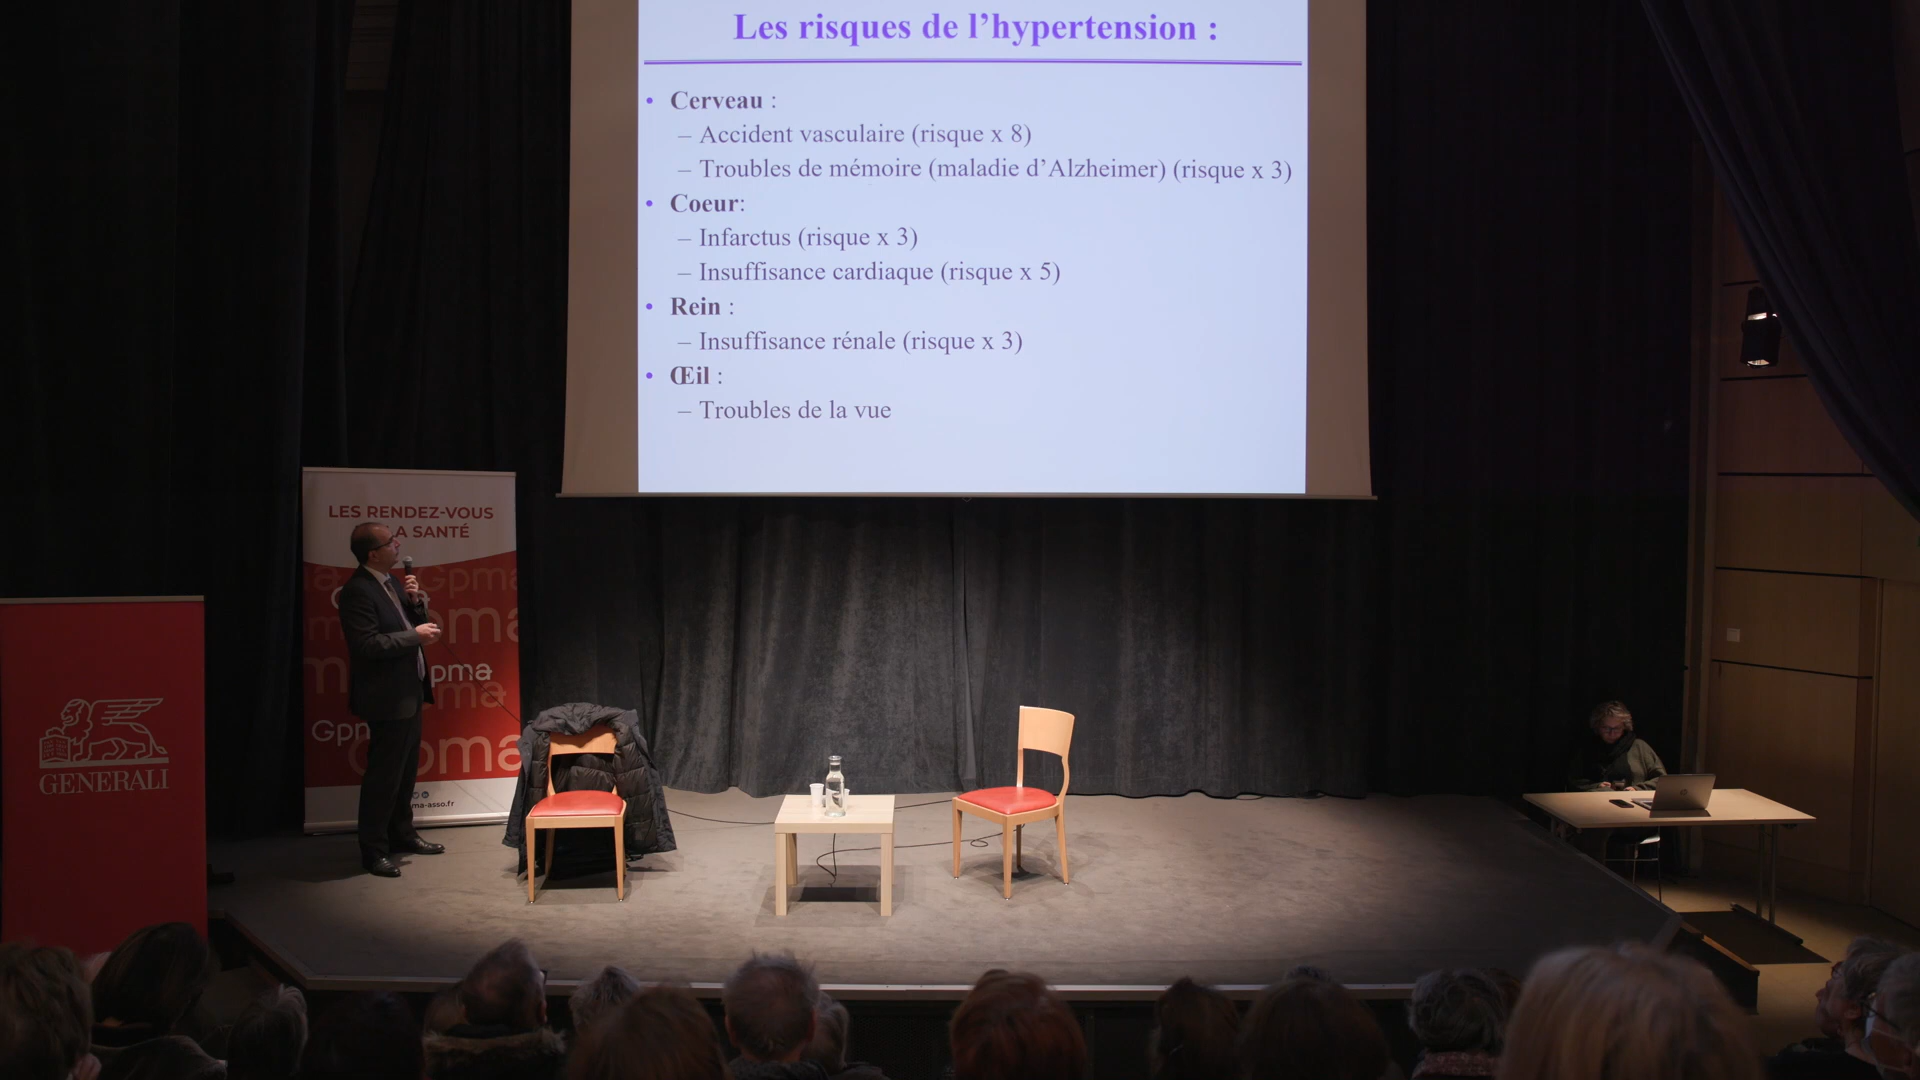 Les risques de l’hypertension :
• Cerveau :
– Accident vasculaire (risque x 8)
– Troubles de mémoire (maladie d’Alzheimer) (risque x 3)
• Coeur:
– Infarctus (risque x 3)
– Insuffisance cardiaque (risque x 5)
• Rein :
– Insuffisance rénale (risque x 3)
• Œil :
– Troubles de la vue
LES RENDEZ-VOUS
LA SANTÉ
Gpma
GENERALI